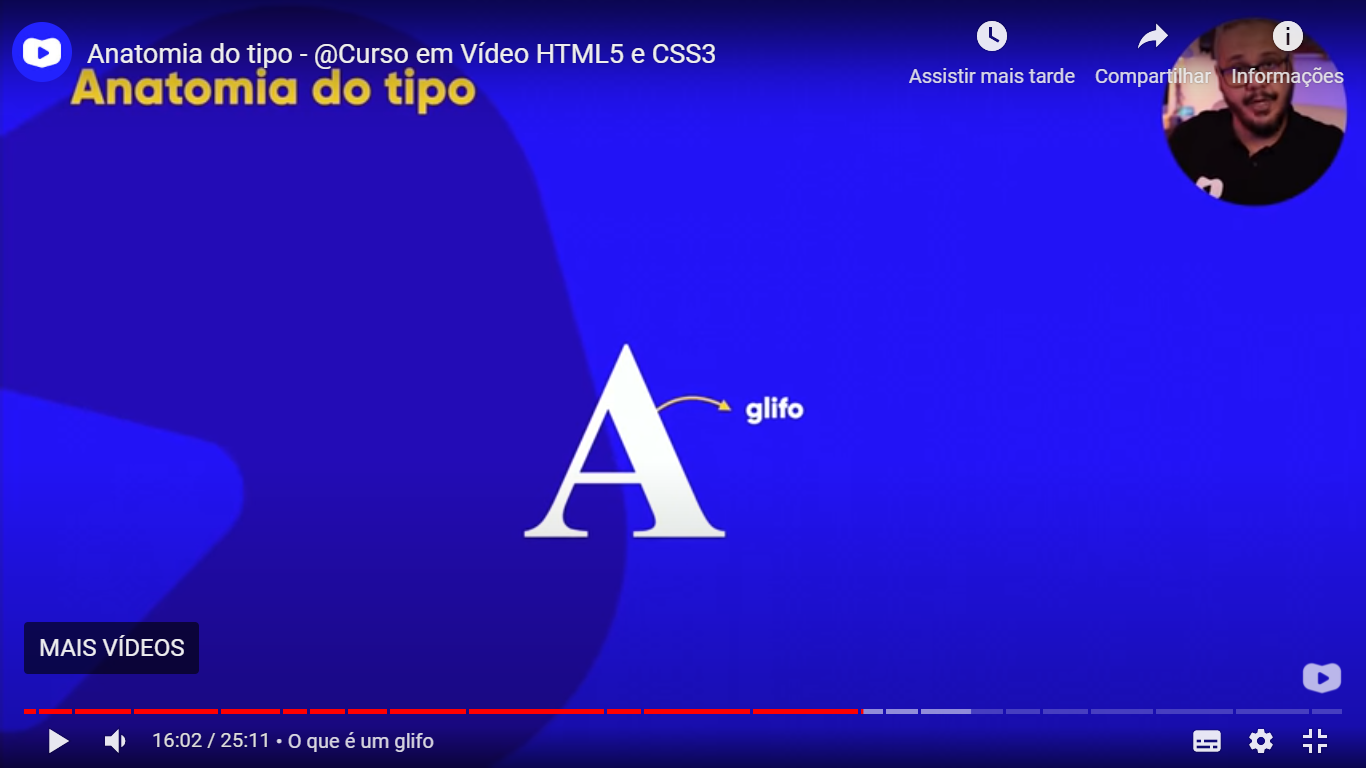 Anatomia do tipo - @Curso em Vídeo HTML5 e CSS3
Assistir mais tarde
Compartilhar
Informações
Anatomia do tipo
A
glifo
MAIS VÍDEOS
16:02 / 25:11 • O que é um glifo